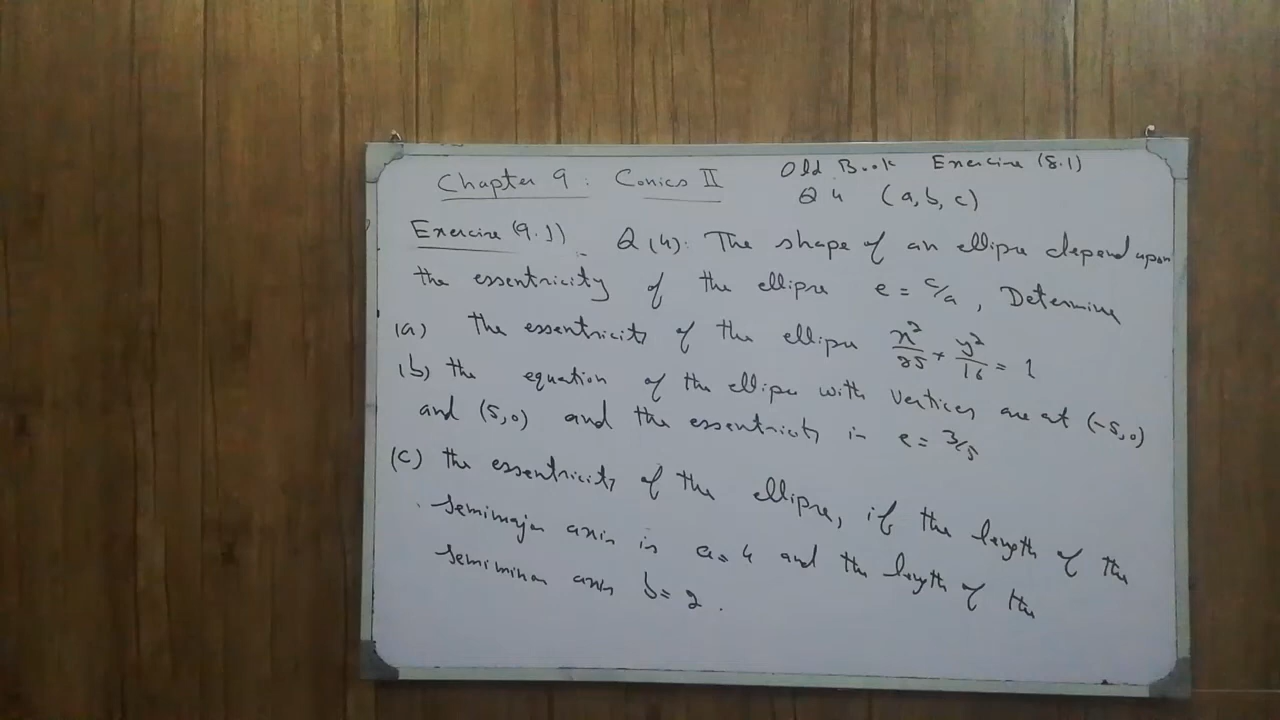 Chapter 9: Conics II Old Book Exercise (8.1)
Q 4 (a, b, c)
Exercise (9.1) Q (4): The shape of an ellipse depend upon
the essentricity of the ellipse e = c/a, Determine
(a) the essentricity of the ellipse x²/25 + y²/16 = 1
(b) the equation of the ellipse with vertices are at (-5,0)
and (5,0) and the essentricity is e = 3/5
(c) the essentricity of the ellipse, if the length of the
semimajor axis is a = 4 and the length of the
semiminor axis b = 2.